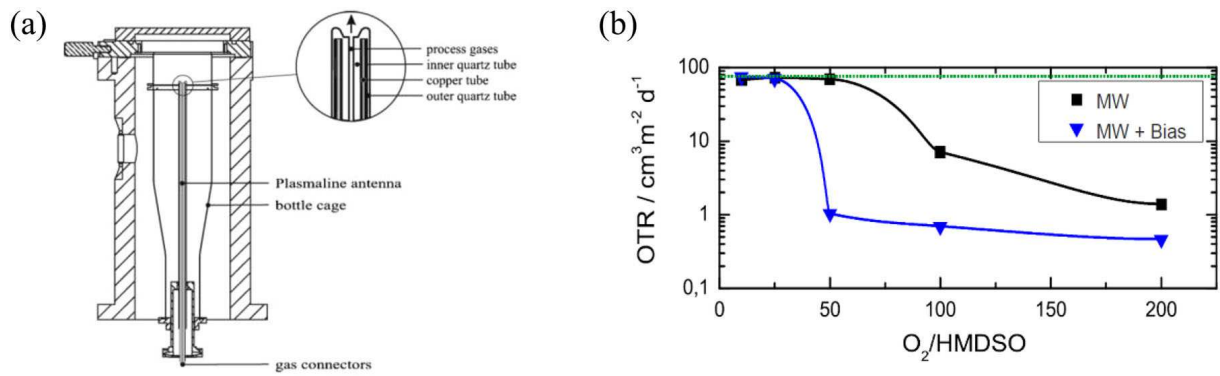 (a)
process gases
inner quartz tube
copper tube
outer quartz tube
Plasmaline antenna
bottle cage
gas connectors
(b)
OTR / cm³m⁻² d⁻¹
100
10
1
0,1
MW
MW + Bias
0 50 100 150 200
O₂/HMDSO